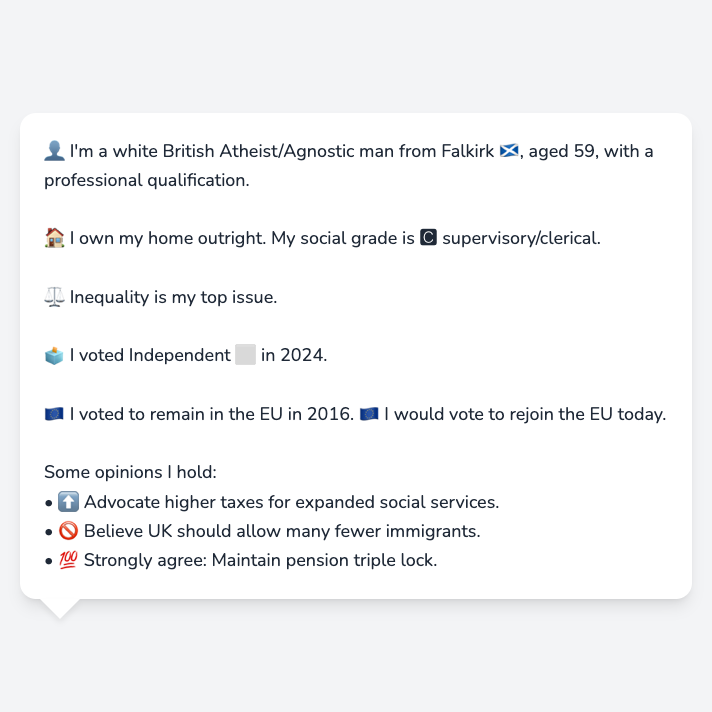 👤 I'm a white British Atheist/Agnostic man from Falkirk 🏴󠁧󠁢󠁳󠁣󠁴󠁿, aged 59, with a
professional qualification.
🏠 I own my home outright. My social grade is 🅲 supervisory/clerical.
⚖️ Inequality is my top issue.
🗳️ I voted Independent ⬜ in 2024.
🇪🇺 I voted to remain in the EU in 2016. 🇪🇺 I would vote to rejoin the EU today.
Some opinions I hold:
• ⬆️ Advocate higher taxes for expanded social services.
• 🚫 Believe UK should allow many fewer immigrants.
• 💯 Strongly agree: Maintain pension triple lock.